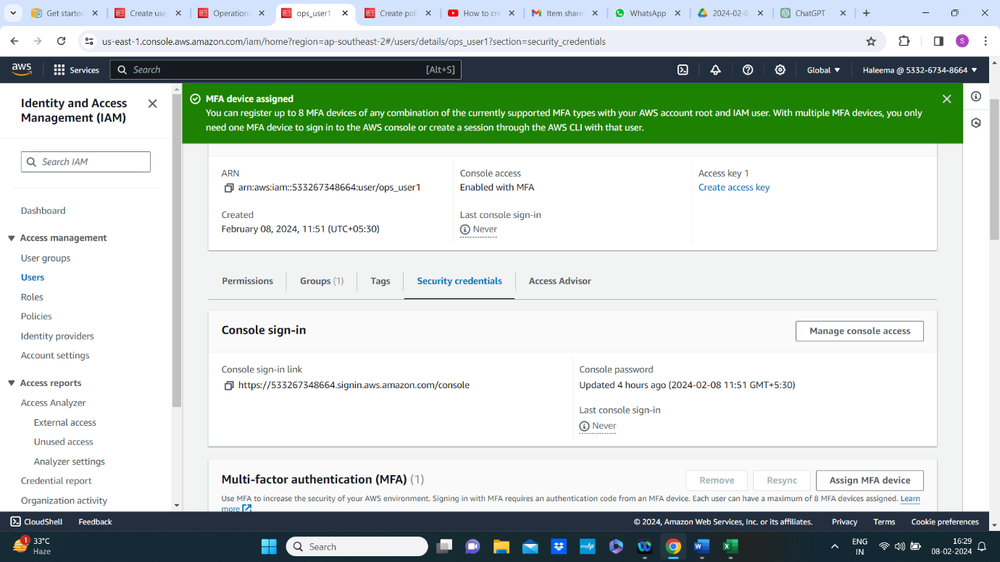 Get started
Create use
Operation
ops_user1
Create poli
How to cre
Item share
WhatsApp
2024-02-0
ChatGPT
us-east-1.console.aws.amazon.com/iam/home?region=ap-southeast-2#/users/details/ops_user1?section=security_credentials
S
aws
Services
Search
[Alt+S]
Global
Haleema @ 5332-6734-8664
Identity and Access
Management (IAM)
Search IAM
Dashboard
Access management
User groups
Users
Roles
Policies
Identity providers
Account settings
Access reports
Access Analyzer
External access
Unused access
Analyzer settings
Credential report
Organization activity
MFA device assigned
You can register up to 8 MFA devices of any combination of the currently supported MFA types with your AWS account root and IAM user. With multiple MFA devices, you only
need one MFA device to sign in to the AWS console or create a session through the AWS CLI with that user.
ARN
arn:aws:iam::533267348664:user/ops_user1
Created
February 08, 2024, 11:51 (UTC+05:30)
Console access
Enabled with MFA
Last console sign-in
Never
Access key 1
Create access key
Permissions
Groups (1)
Tags
Security credentials
Access Advisor
Console sign-in
Manage console access
Console sign-in link
https://533267348664.signin.aws.amazon.com/console
Console password
Updated 4 hours ago (2024-02-08 11:51 GMT+5:30)
Last console sign-in
Never
Multi-factor authentication (MFA) (1)
Remove
Resync
Assign MFA device
Use MFA to increase the security of your AWS environment. Signing in with MFA requires an authentication code from an MFA device. Each user can have a maximum of 8 MFA devices assigned. Learn
more
CloudShell
Feedback
© 2024, Amazon Web Services, Inc. or its affiliates.
Privacy
Terms
Cookie preferences
1
33°C
Haze
Search
myhp
ENG
IN
16:29
08-02-2024